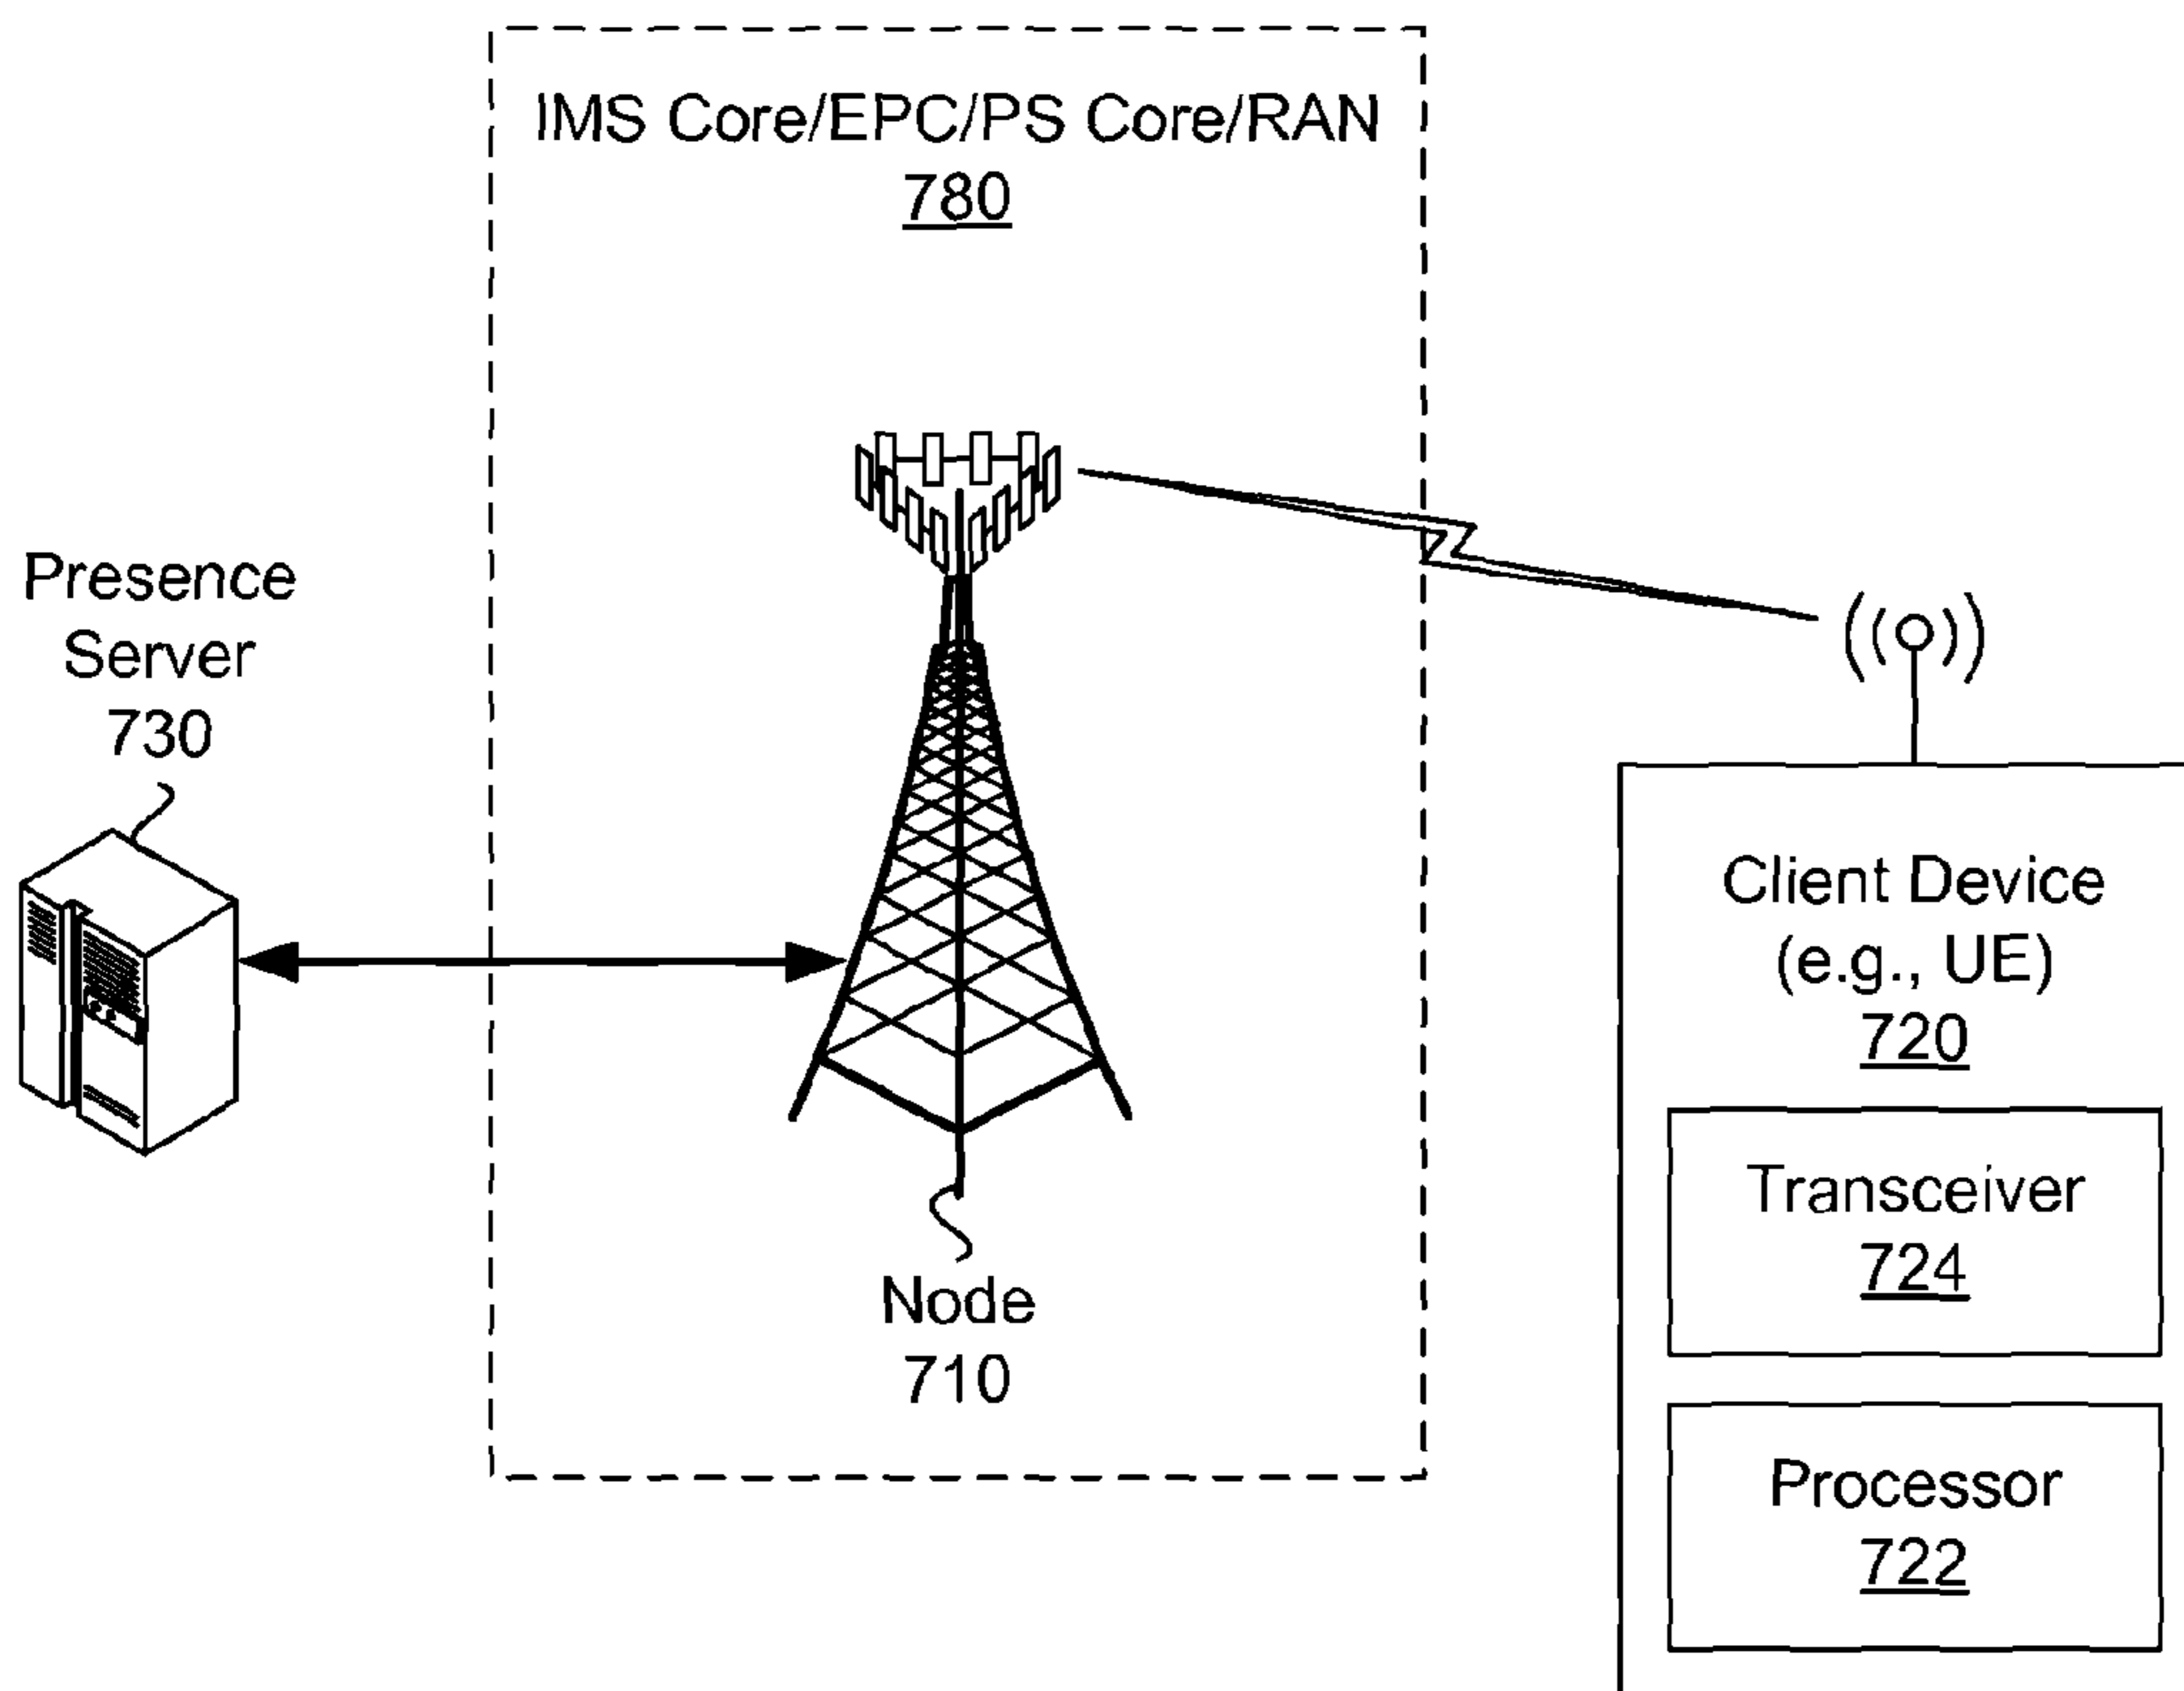 IMS Core/EPC/PS Core/RAN
780
Presence
Server
730
Node
710
Client Device
(e.g., UE)
720
Transceiver
724
Processor
722